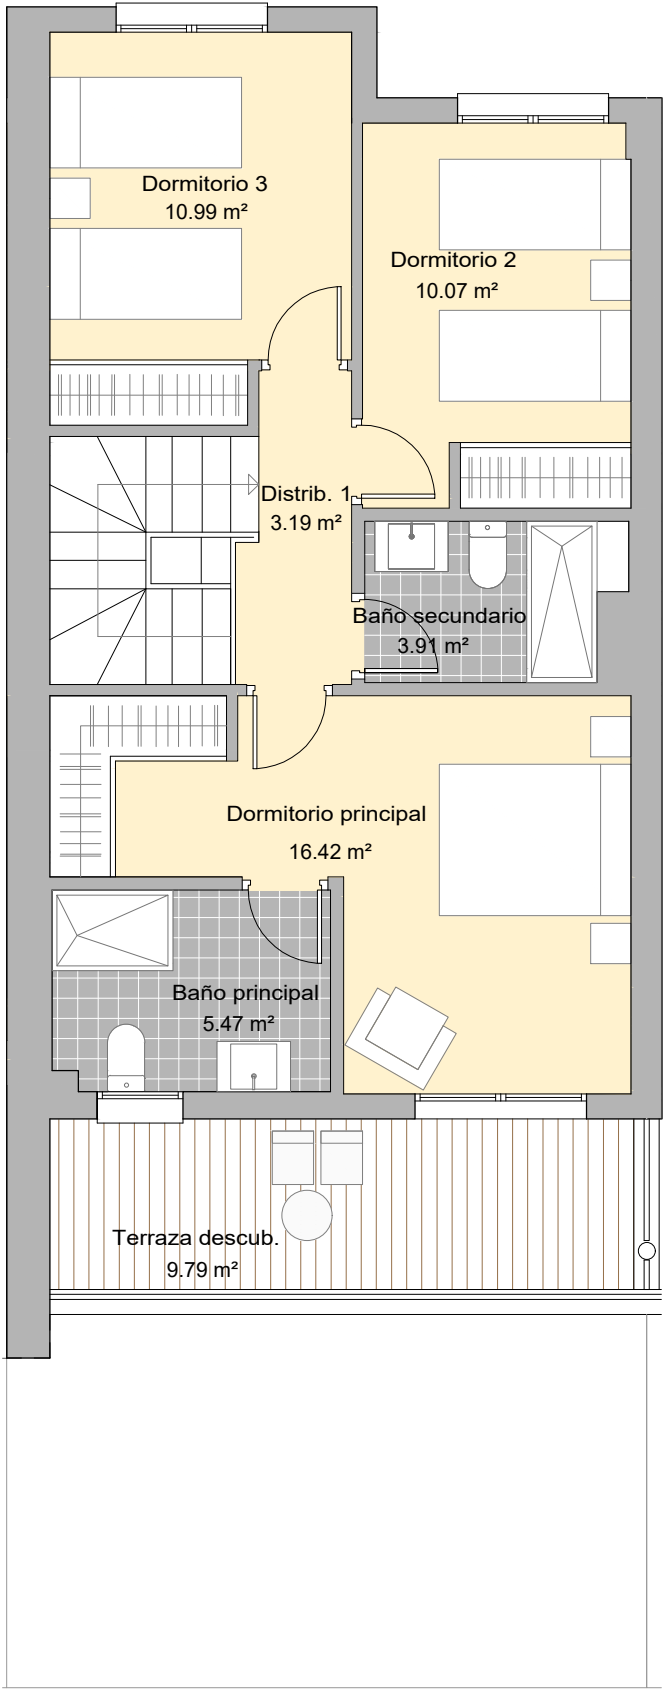 Dormitorio 3
10.99 m²
Dormitorio 2
10.07 m²
Distrib. 1
3.19 m²
Baño secundario
3.91 m²
Dormitorio principal
16.42 m²
Baño principal
5.47 m²
Terraza descub.
9.79 m²